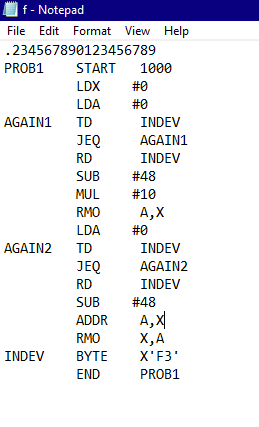 f - Notepad
File Edit Format View Help
.234567890123456789
PROB1    START   1000
         LDX    #0
         LDA    #0
AGAIN1   TD      INDEV
         JEQ     AGAIN1
         RD      INDEV
         SUB    #48
         MUL    #10
         RMO     A,X
         LDA    #0
AGAIN2   TD      INDEV
         JEQ     AGAIN2
         RD      INDEV
         SUB    #48
         ADDR    A,X
         RMO     X,A
INDEV    BYTE    X'F3'
         END     PROB1